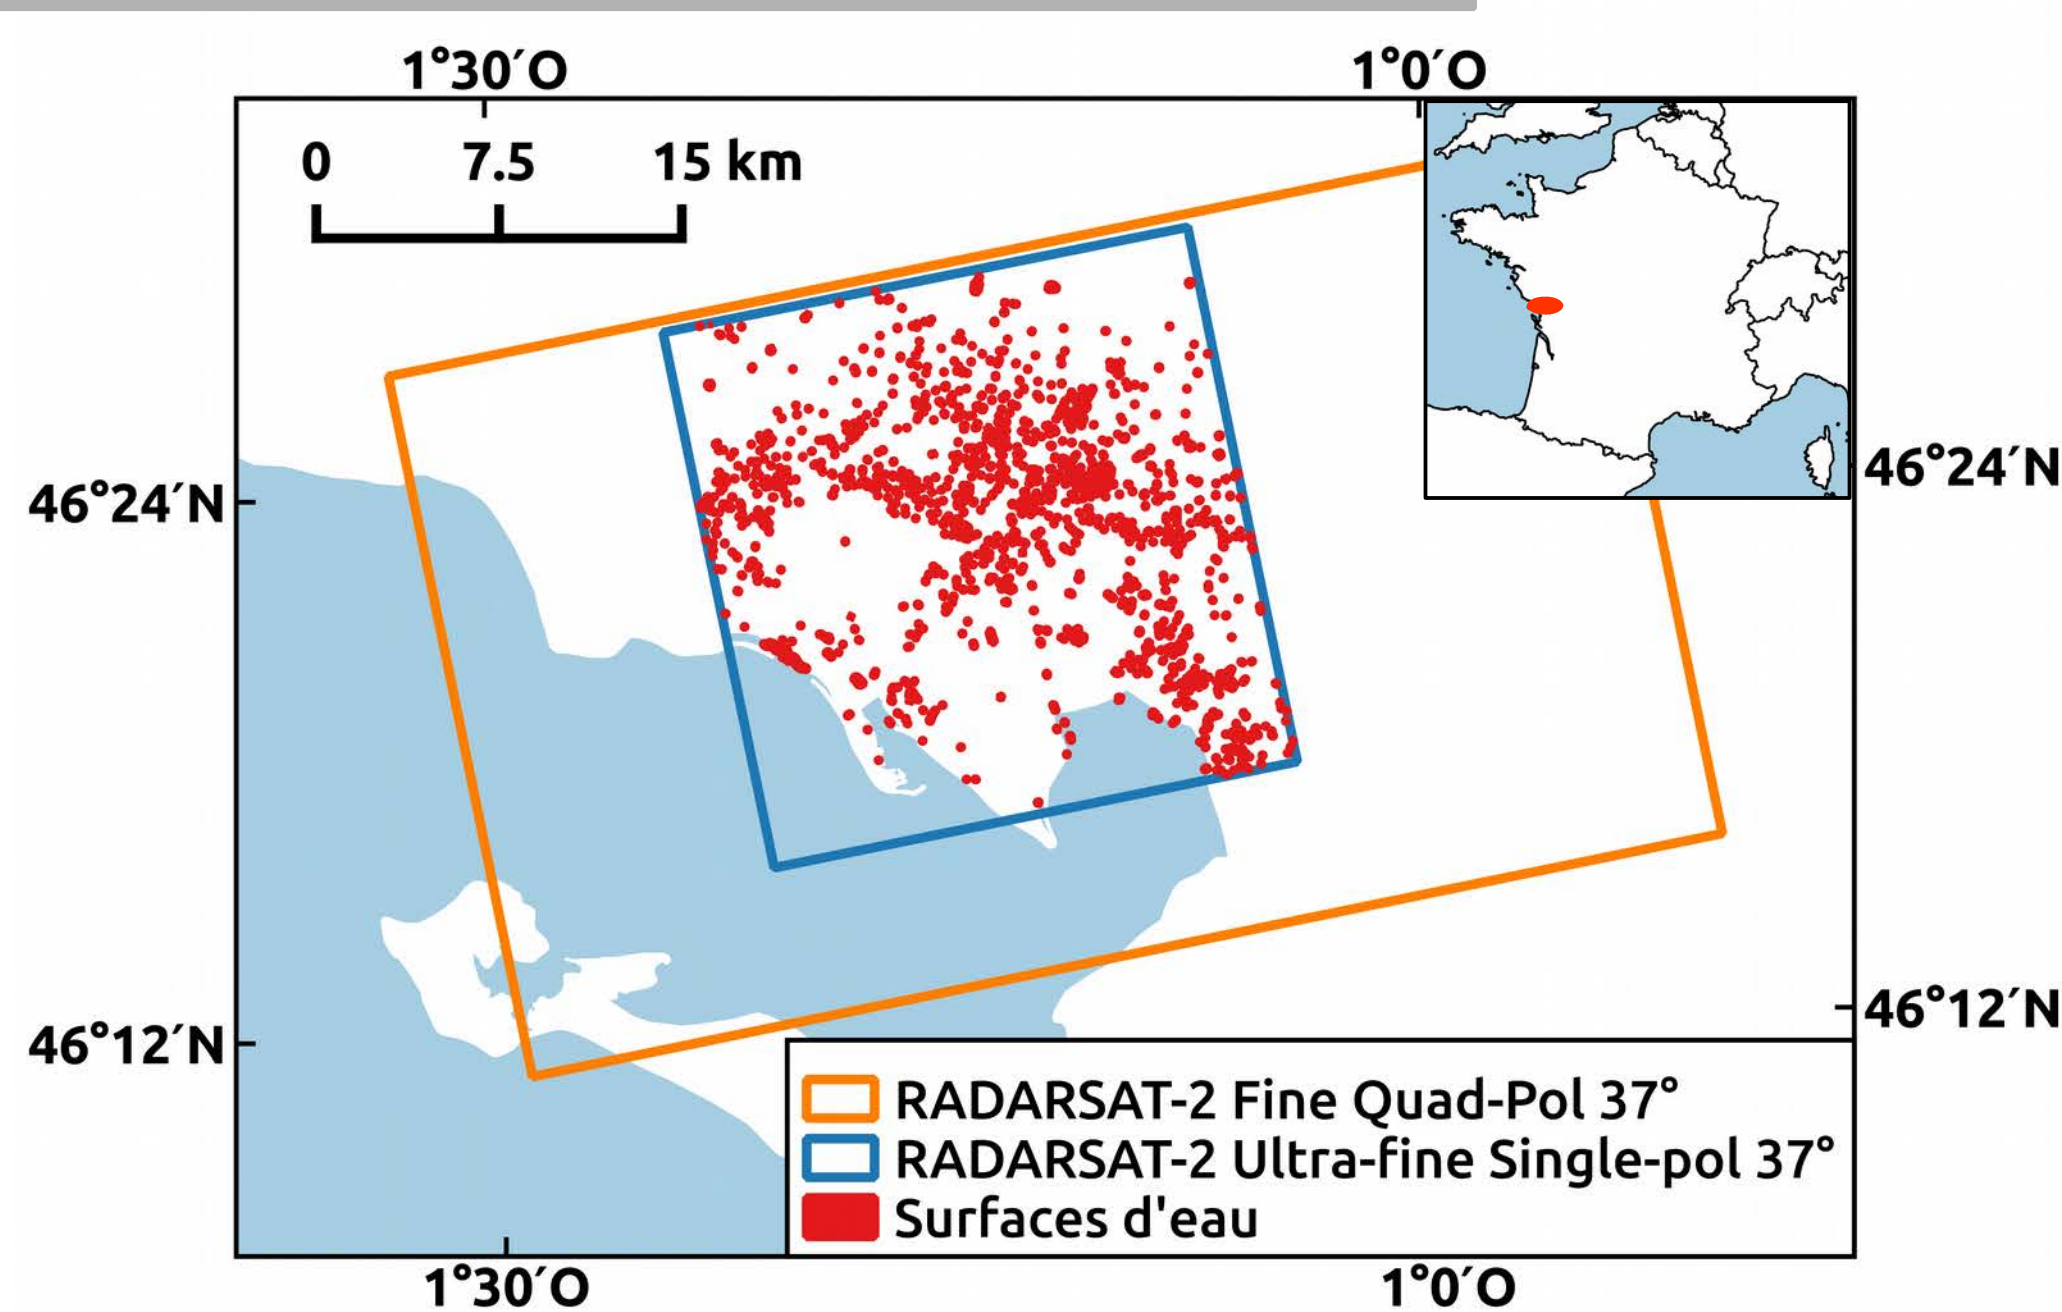 1°30′O 1°0′O
0 7.5 15 km
46°24′N 46°24′N
46°12′N 46°12′N
RADARSAT-2 Fine Quad-Pol 37°
RADARSAT-2 Ultra-fine Single-pol 37°
Surfaces d'eau
1°30′O 1°0′O